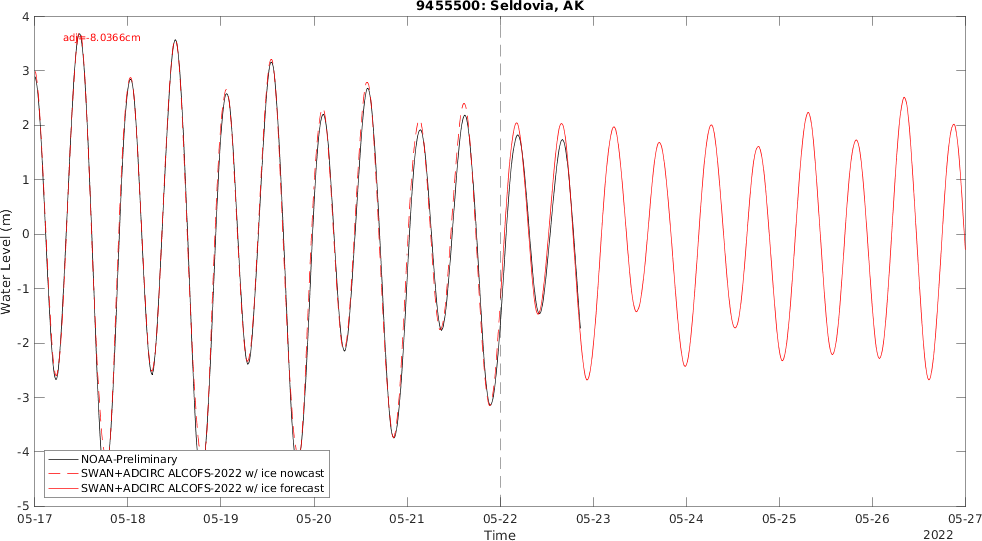 9455500: Seldovia, AK
adj=-8.0366cm
Water Level (m)
4
3
2
1
0
-1
-2
-3
-4
-5
NOAA-Preliminary
SWAN+ADCIRC ALCOFS-2022 w/ ice nowcast
SWAN+ADCIRC ALCOFS-2022 w/ ice forecast
05-17 05-18 05-19 05-20 05-21 05-22 05-23 05-24 05-25 05-26 05-27
Time 2022